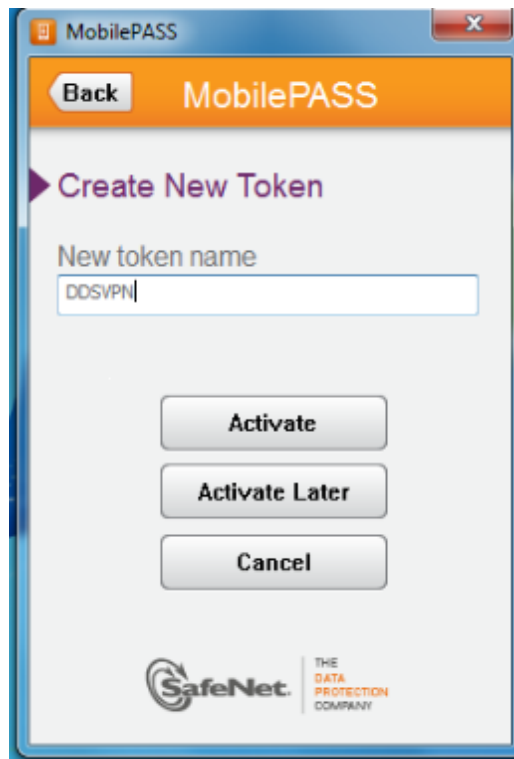 MobilePASS
Back
MobilePASS
Create New Token
New token name
DDSVPN
Activate
Activate Later
Cancel
SafeNet.
THE
DATA
PROTECTION
COMPANY